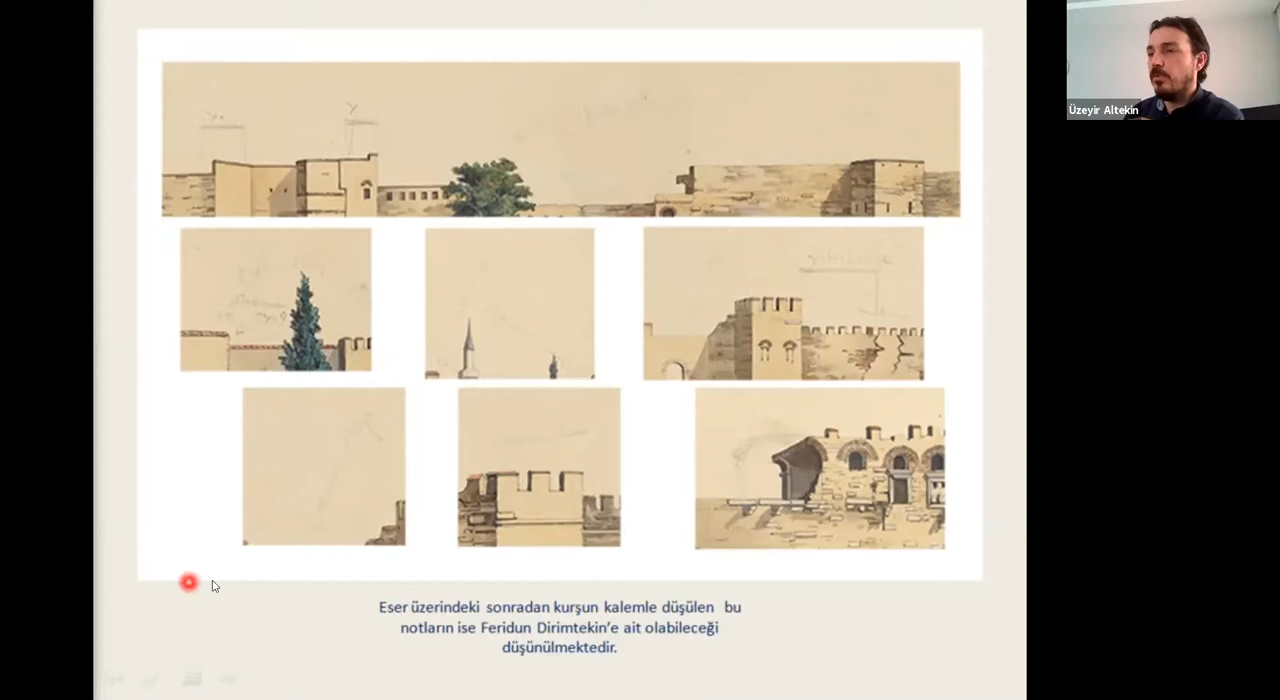 Üzeyir Altekin
Eser üzerindeki sonradan kurşun kalemle düşülen bu
notların ise Feridun Dirimtekin’e ait olabileceği
düşünülmektedir.